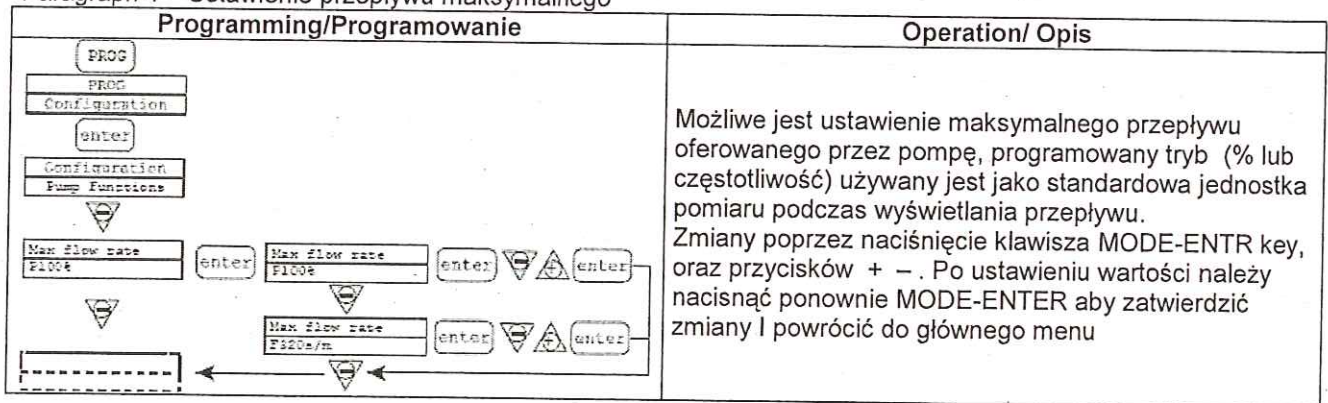 Ustawienie przepływu maksymalnego
Programming/Programowanie
Operation/ Opis
PROG
PROG
Configuration
enter
Configuration
Pump Functions
Max flow rate
P100%
enter
Max flow rate
P100%
enter
enter
Max flow rate
F320s/m
enter
enter
Możliwe jest ustawienie maksymalnego przepływu
oferowanego przez pompę, programowany tryb (% lub
częstotliwość) używany jest jako standardowa jednostka
pomiaru podczas wyświetlania przepływu.
Zmiany poprzez naciśnięcie klawisza MODE-ENTR key,
oraz przycisków + – . Po ustawieniu wartości należy
nacisnąć ponownie MODE-ENTER aby zatwierdzić
zmiany I powrócić do głównego menu